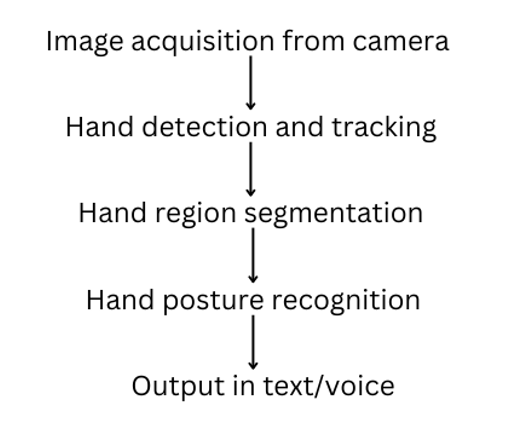 Image acquisition from camera
Hand detection and tracking
Hand region segmentation
Hand posture recognition
Output in text/voice